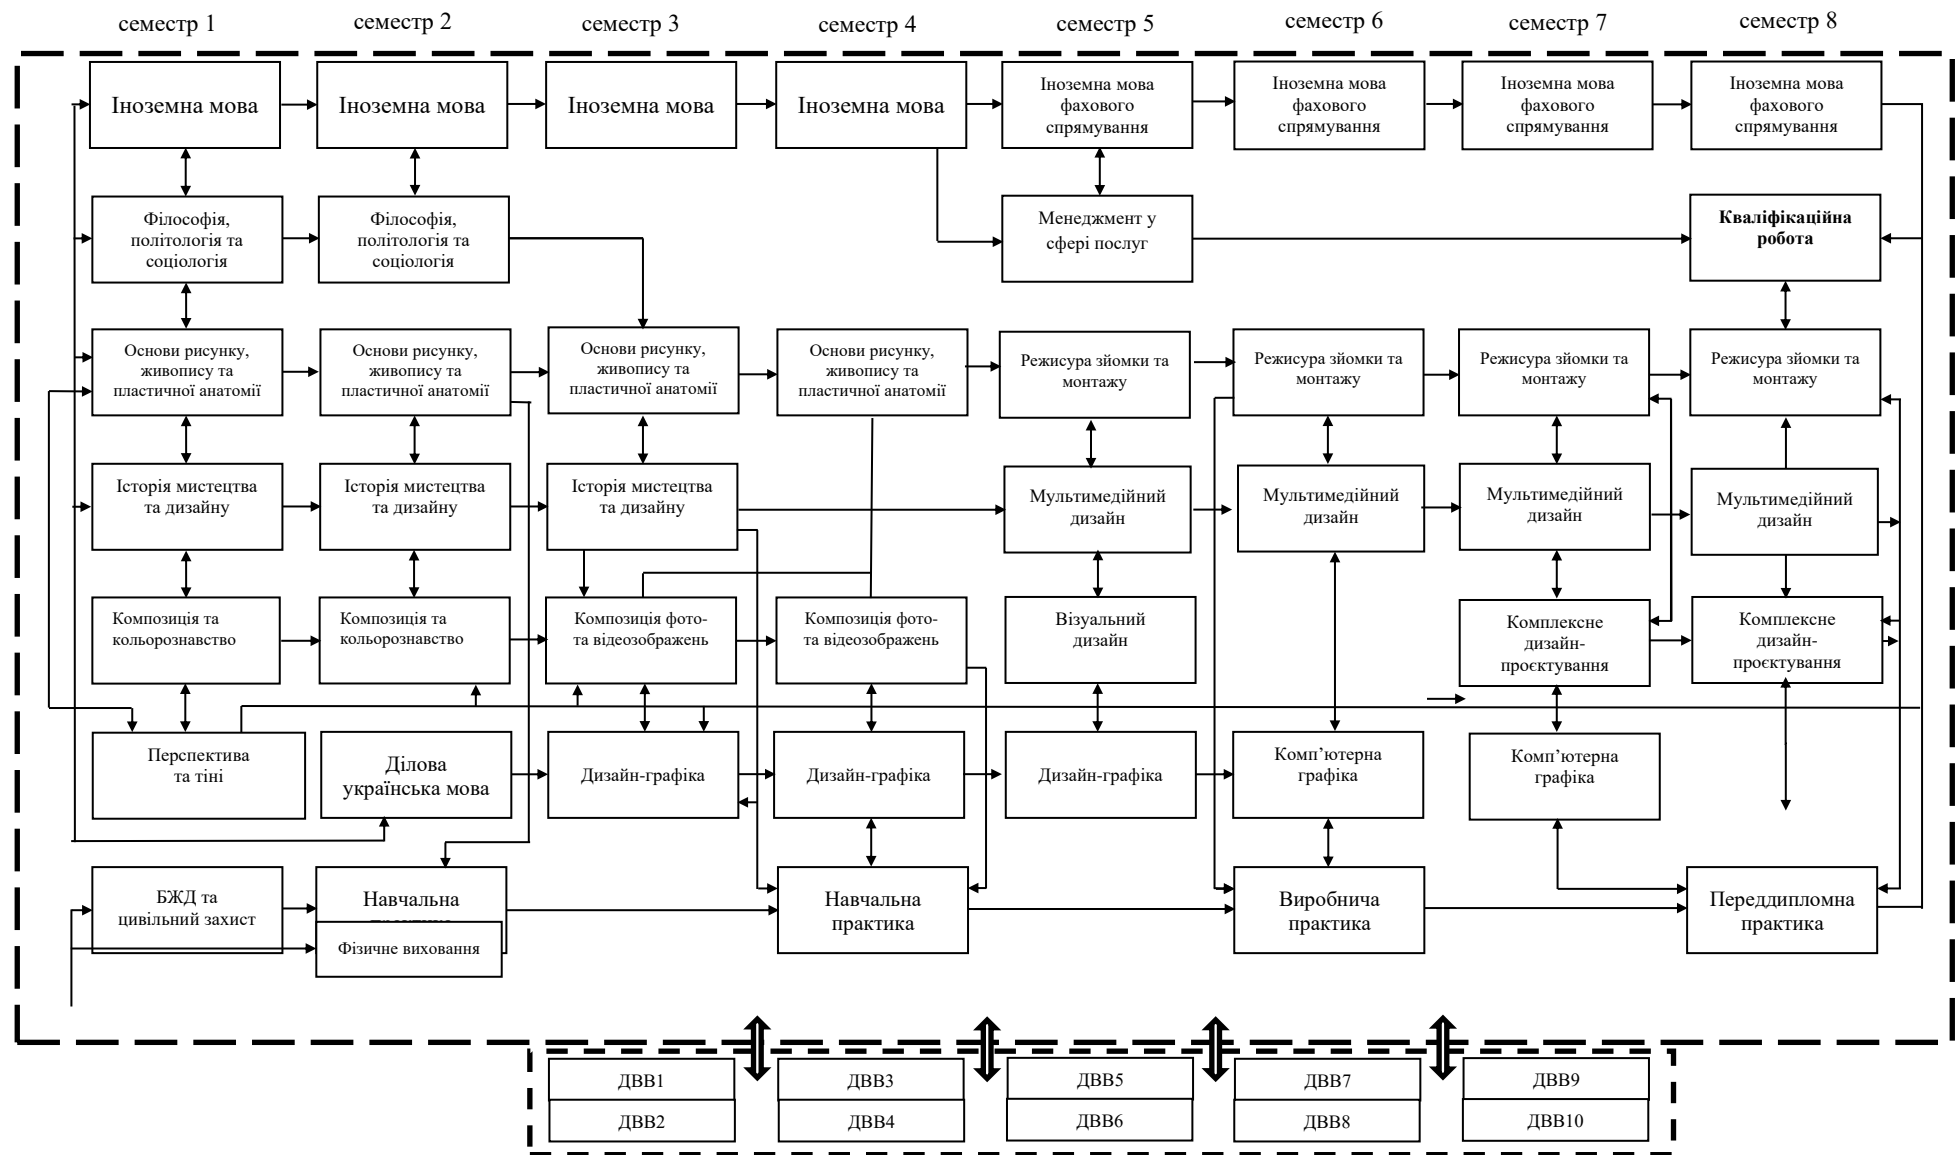 семестр 1
семестр 2
семестр 3
семестр 4
семестр 5
семестр 6
семестр 7
семестр 8
Іноземна мова
Іноземна мова
Іноземна мова
Іноземна мова
Іноземна мова
фахового
спрямування
Іноземна мова
фахового
спрямування
Іноземна мова
фахового
спрямування
Іноземна мова
фахового
спрямування
Філософія,
політологія та
соціологія
Філософія,
політологія та
соціологія
Менеджмент у
сфері послуг
Кваліфікаційна
робота
Основи рисунку,
живопису та
пластичної анатомії
Основи рисунку,
живопису та
пластичної анатомії
Основи рисунку,
живопису та
пластичної анатомії
Основи рисунку,
живопису та
пластичної анатомії
Режисура зйомки та
монтажу
Режисура зйомки та
монтажу
Режисура зйомки та
монтажу
Режисура зйомки та
монтажу
Історія мистецтва
та дизайну
Історія мистецтва
та дизайну
Історія мистецтва
та дизайну
Мультимедійний
дизайн
Мультимедійний
дизайн
Мультимедійний
дизайн
Мультимедійний
дизайн
Композиція та
кольорознавство
Композиція та
кольорознавство
Композиція фото-
та відеозображень
Композиція фото-
та відеозображень
Візуальний
дизайн
Комплексне
дизайн-
проєктування
Комплексне
дизайн-
проєктування
Перспектива
та тіні
Ділова
українська мова
Дизайн-графіка
Дизайн-графіка
Дизайн-графіка
Комп’ютерна
графіка
Комп’ютерна
графіка
БЖД та
цивільний захист
Навчальна
Фізичне виховання
Навчальна
практика
Виробнича
практика
Переддипломна
практика
ДВВ1
ДВВ3
ДВВ5
ДВВ7
ДВВ9
ДВВ2
ДВВ4
ДВВ6
ДВВ8
ДВВ10